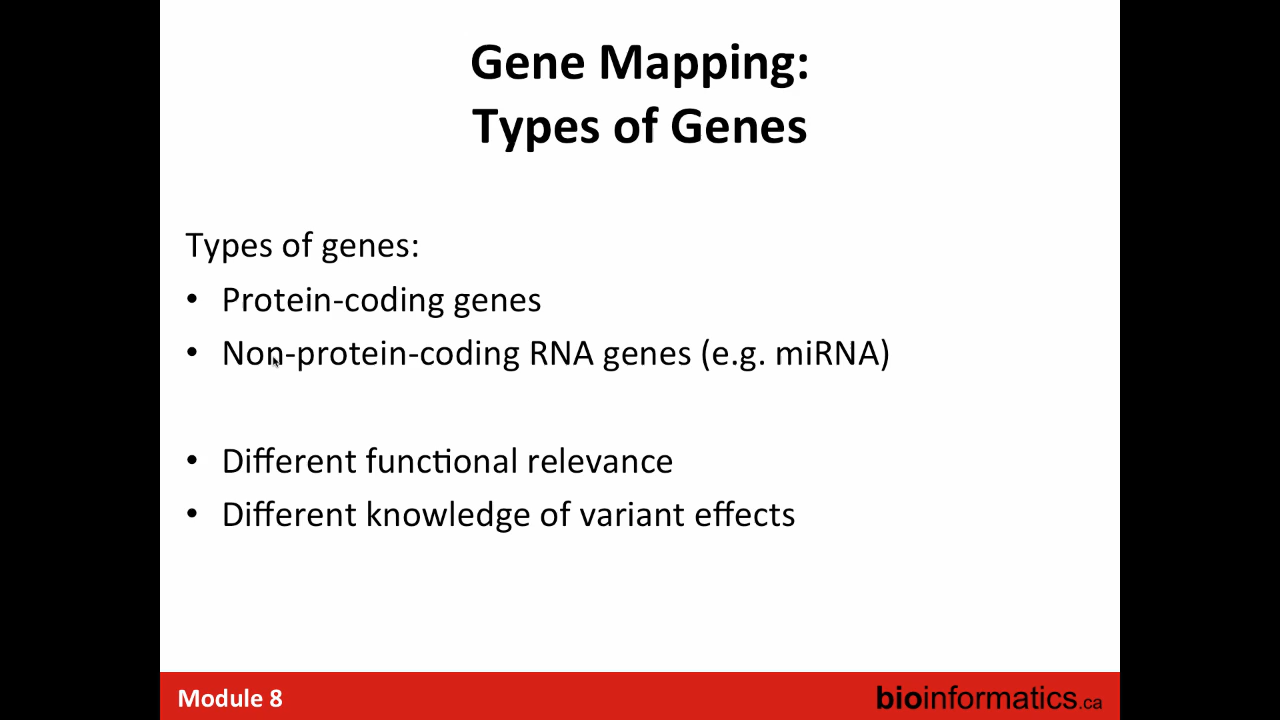 Gene Mapping:
Types of Genes
Types of genes:
• Protein-coding genes
• Non-protein-coding RNA genes (e.g. miRNA)
• Different functional relevance
• Different knowledge of variant effects
Module 8
bioinformatics.ca